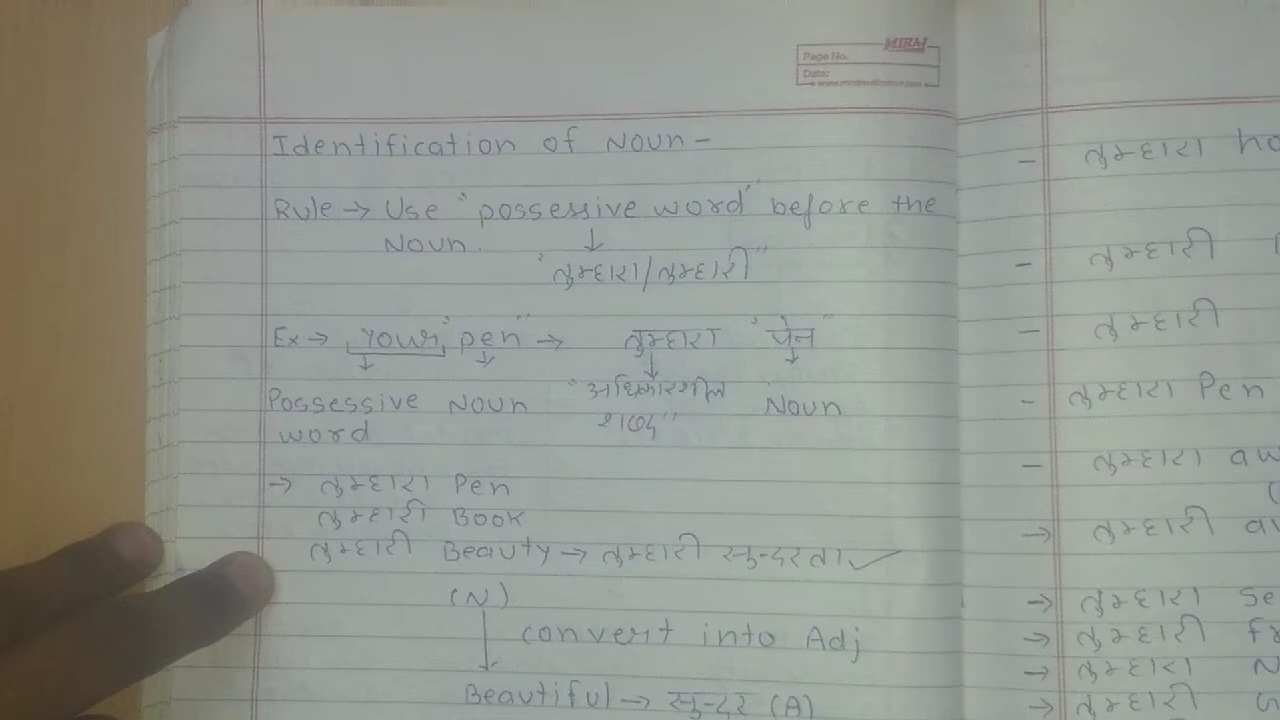 MIRAJ
Page No.
Date:
Identification of Noun -
Rule → Use "possessive word" before the
Noun. ↓
"तुम्हारा/तुम्हारी"
Ex → Your "pen" → तुम्हारा "पेन"
Possessive Noun "अधिकारशील Noun
word शब्द"
→ तुम्हारा Pen
तुम्हारी Book
तुम्हारी Beauty → तुम्हारी सुन्दरता ✓
(N)
convert into Adj
Beautiful → सुन्दर (A)
- तुम्हारा
- तुम्हारी
- तुम्हारी
- तुम्हारा Pen
- तुम्हारा
→ तुम्हारी
→ तुम्हारा
→ तुम्हारी
→ तुम्हारा
→ तुम्हारी